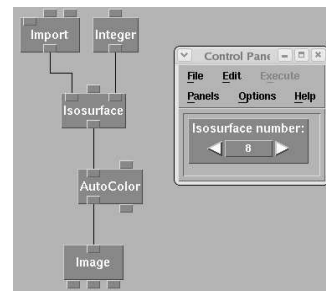 Import
Integer
Isosurface
AutoColor
Image
Control Pane
File Edit Execute
Panels Options Help
Isosurface number:
8